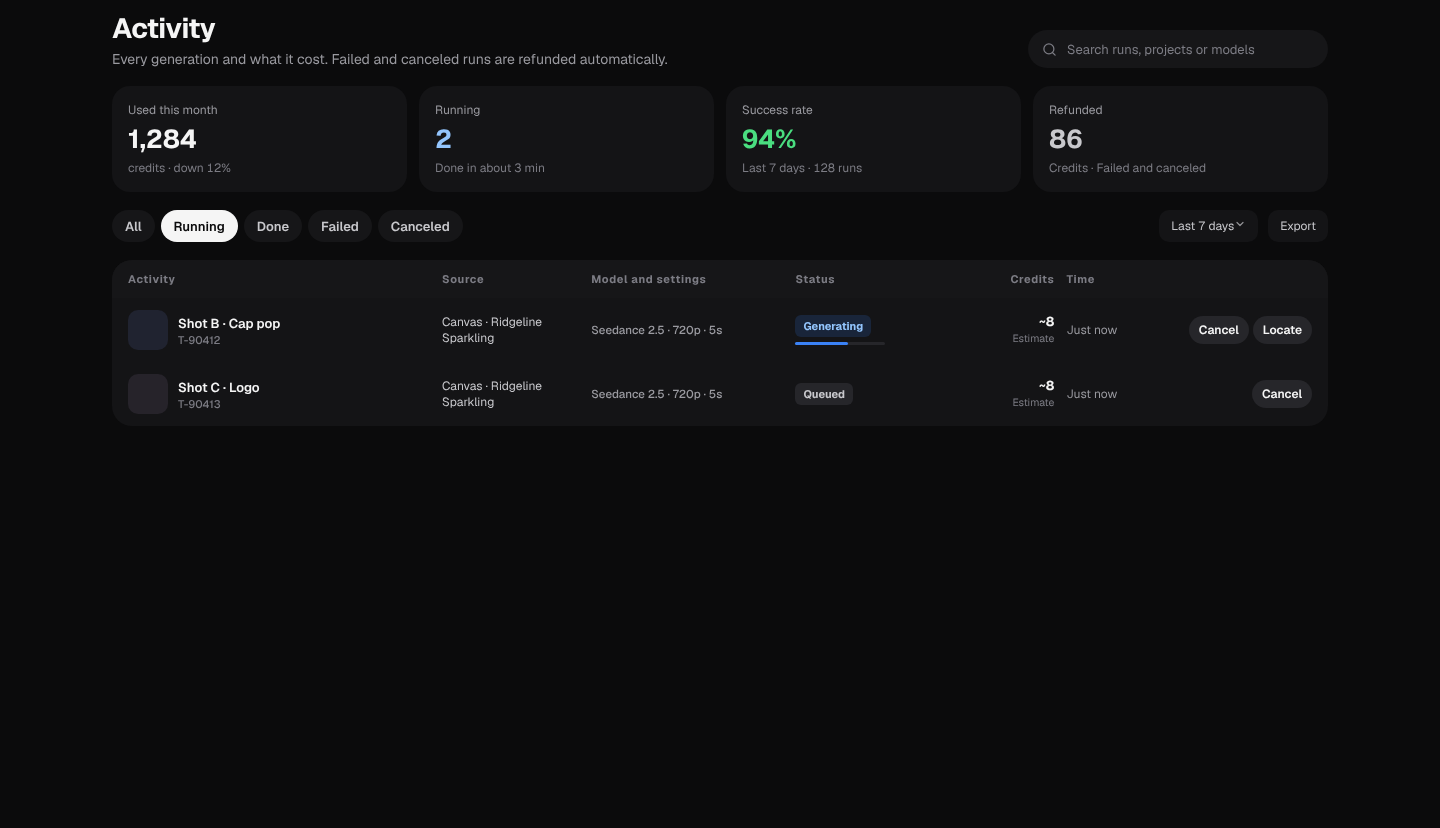 Activity
Every generation and what it cost. Failed and canceled runs are refunded automatically.
Search runs, projects or models
Used this month
1,284
credits · down 12%
Running
2
Done in about 3 min
Success rate
94%
Last 7 days · 128 runs
Refunded
86
Credits · Failed and canceled
All
Running
Done
Failed
Canceled
Last 7 days
Export
Activity
Source
Model and settings
Status
Credits
Time
Shot B · Cap pop
T-90412
Canvas · Ridgeline
Sparkling
Seedance 2.5 · 720p · 5s
Generating
~8
Estimate
Just now
Cancel
Locate
Shot C · Logo
T-90413
Canvas · Ridgeline
Sparkling
Seedance 2.5 · 720p · 5s
Queued
~8
Estimate
Just now
Cancel